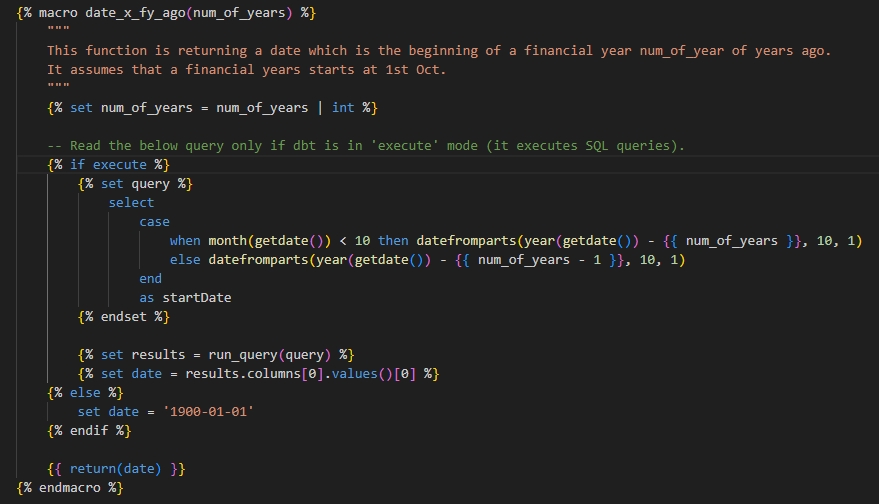 {% macro date_x_fy_ago(num_of_years) %}
    """
    This function is returning a date which is the beginning of a financial year num_of_year of years ago.
    It assumes that a financial years starts at 1st Oct.
    """
    {% set num_of_years = num_of_years | int %}

    -- Read the below query only if dbt is in 'execute' mode (it executes SQL queries).
    {% if execute %}
        {% set query %}
            select
                case
                    when month(getdate()) < 10 then datefromparts(year(getdate()) - {{ num_of_years }}, 10, 1)
                    else datefromparts(year(getdate()) - {{ num_of_years - 1 }}, 10, 1)
                end
                as startDate
        {% endset %}

        {% set results = run_query(query) %}
        {% set date = results.columns[0].values()[0] %}
    {% else %}
        set date = '1900-01-01'
    {% endif %}

    {{ return(date) }}
{% endmacro %}